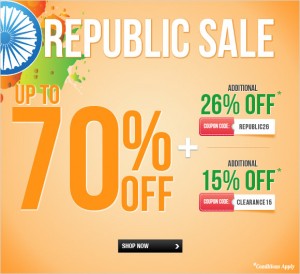 REPUBLIC SALE
UP TO
70% OFF
+
ADDITIONAL
26% OFF*
COUPON CODE: REPUBLIC26
ADDITIONAL
15% OFF*
COUPON CODE: CLEARANCE15
SHOP NOW
*Conditions Apply